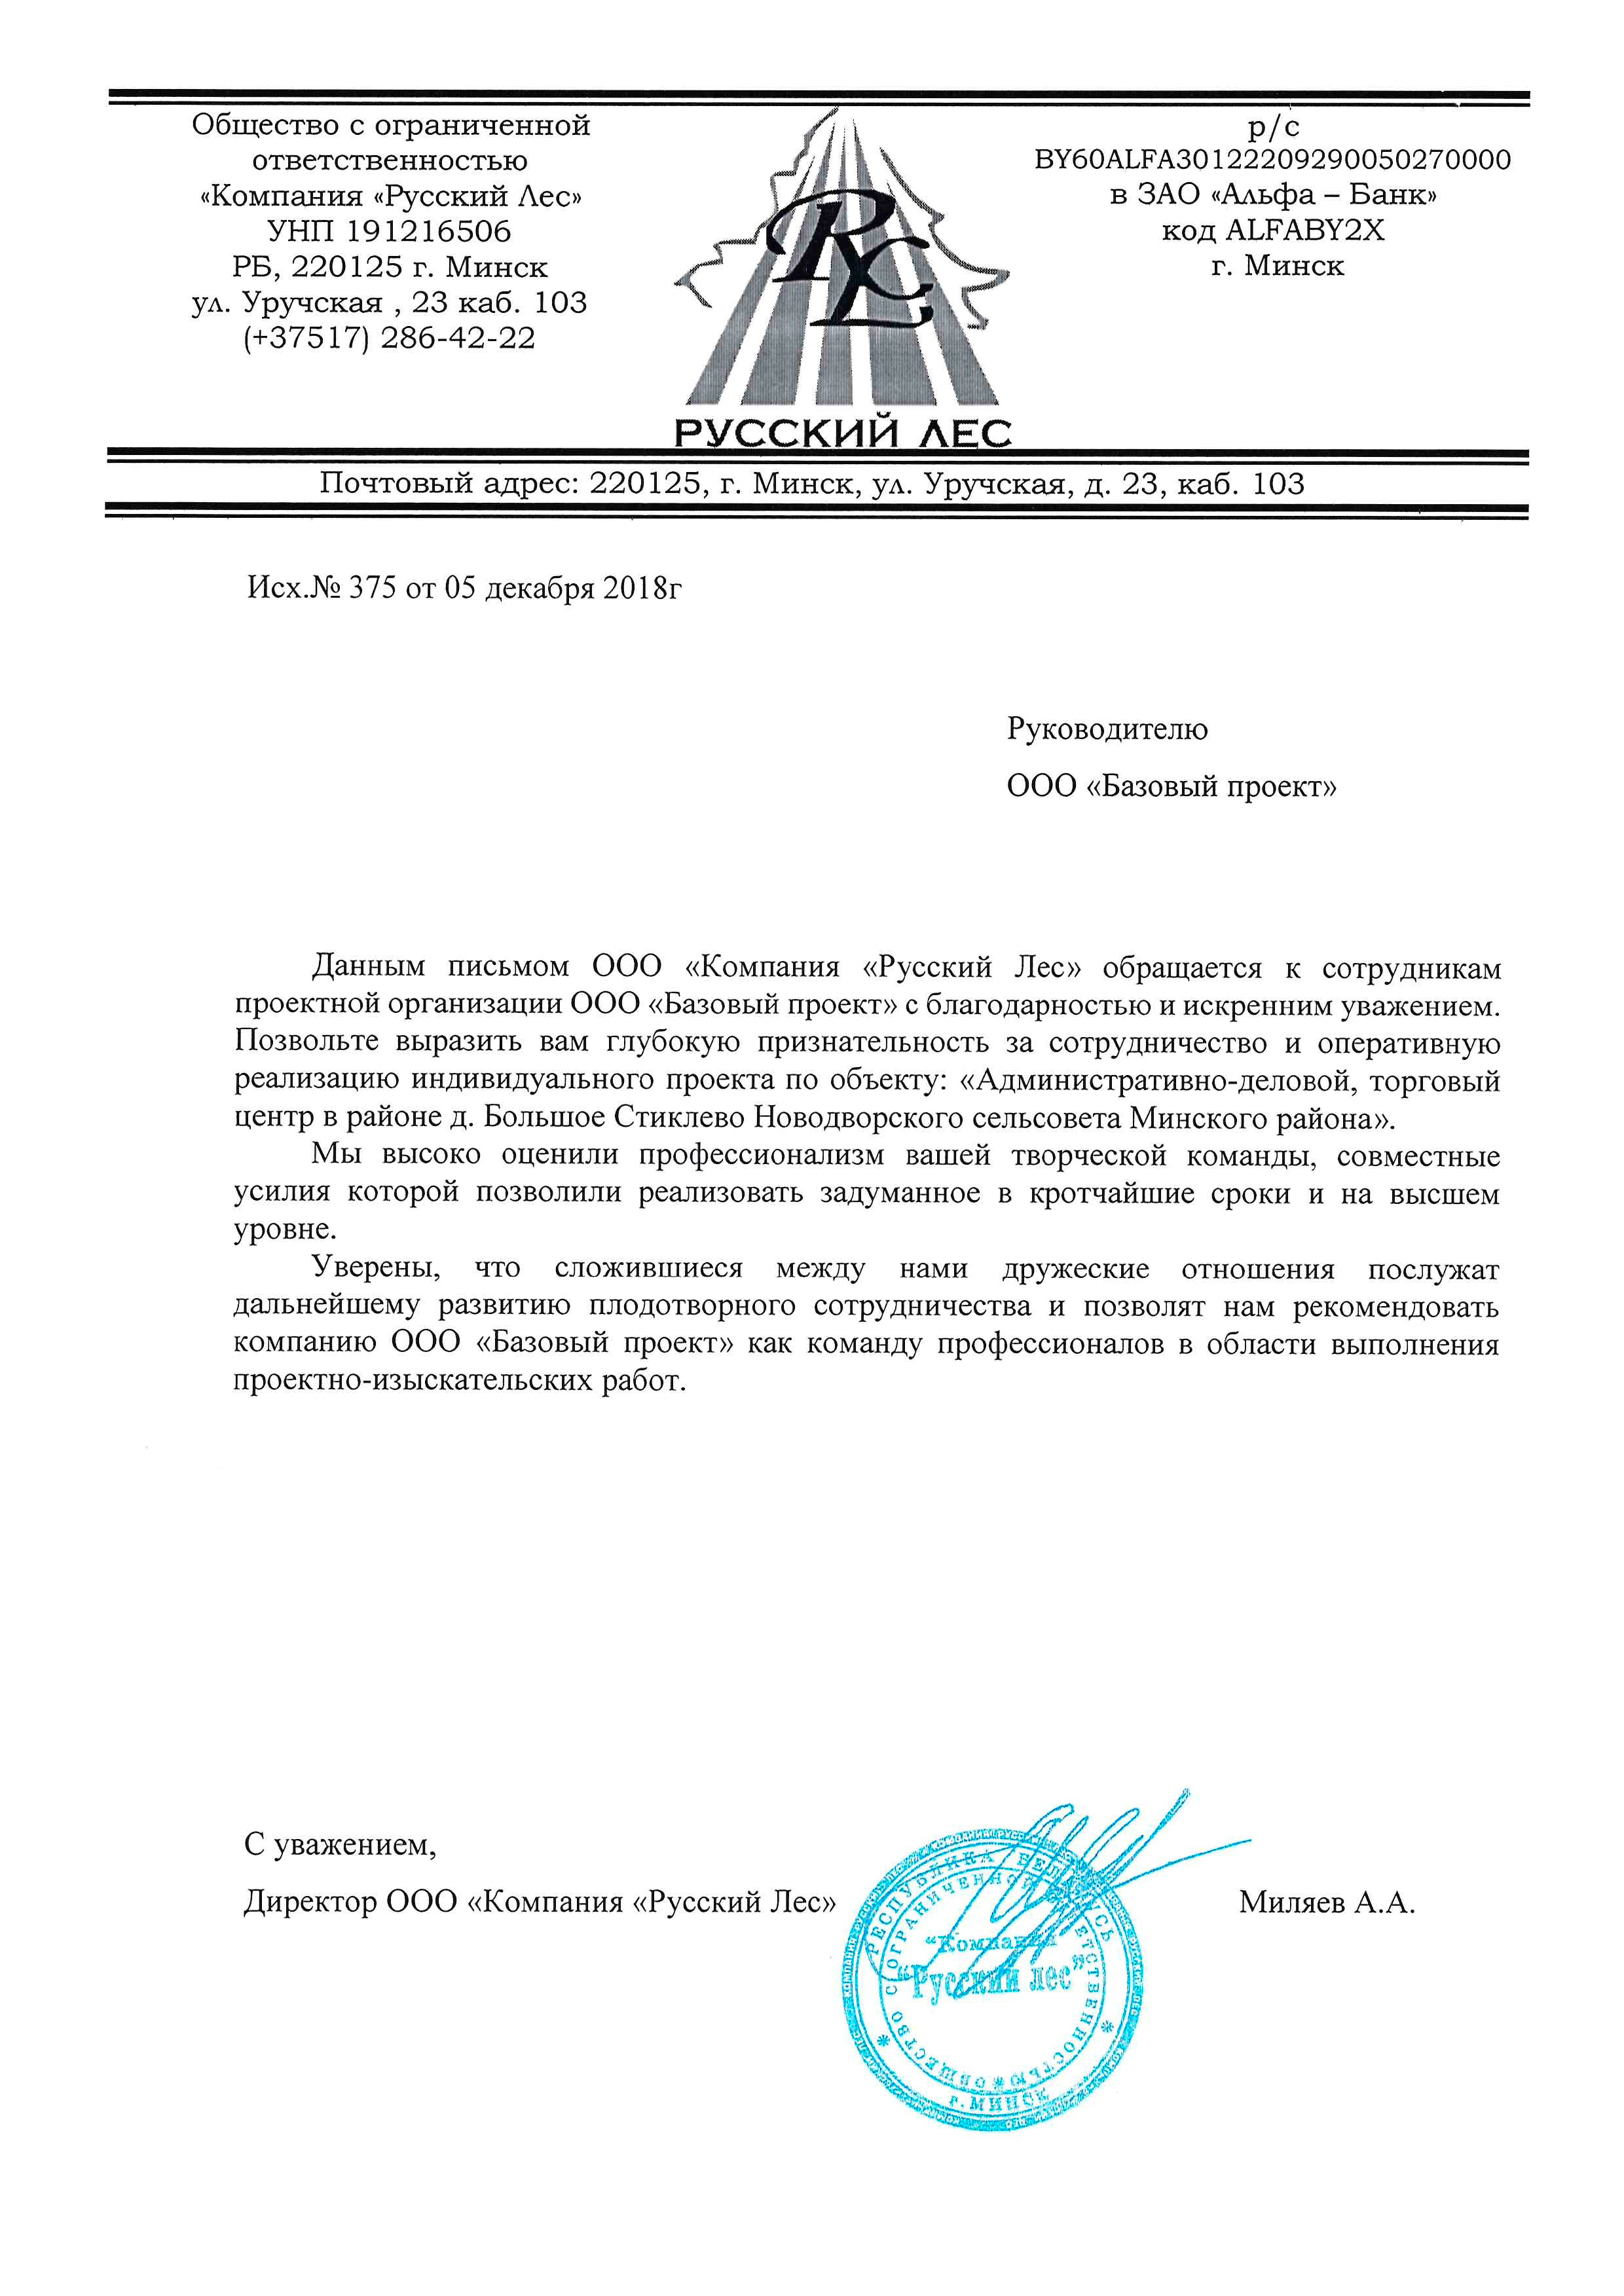 Общество с ограниченной
ответственностью
«Компания «Русский Лес»
УНП 191216506
РБ, 220125 г. Минск
ул. Уручская , 23 каб. 103
(+37517) 286-42-22
РУССКИЙ ЛЕС
р/с
BY60ALFA30122209290050270000
в ЗАО «Альфа – Банк»
код ALFABY2X
г. Минск
Почтовый адрес: 220125, г. Минск, ул. Уручская, д. 23, каб. 103
Исх.№ 375 от 05 декабря 2018г
Руководителю
ООО «Базовый проект»
Данным письмом ООО «Компания «Русский Лес» обращается к сотрудникам
проектной организации ООО «Базовый проект» с благодарностью и искренним уважением.
Позвольте выразить вам глубокую признательность за сотрудничество и оперативную
реализацию индивидуального проекта по объекту: «Административно-деловой, торговый
центр в районе д. Большое Стиклево Новодворского сельсовета Минского района».
Мы высоко оценили профессионализм вашей творческой команды, совместные
усилия которой позволили реализовать задуманное в кротчайшие сроки и на высшем
уровне.
Уверены, что сложившиеся между нами дружеские отношения послужат
дальнейшему развитию плодотворного сотрудничества и позволят нам рекомендовать
компанию ООО «Базовый проект» как команду профессионалов в области выполнения
проектно-изыскательских работ.
С уважением,
Директор ООО «Компания «Русский Лес»
Миляев А.А.
РЕСПУБЛИКА БЕЛАРУСЬ
ОБЩЕСТВО С ОГРАНИЧЕННОЙ ОТВЕТСТВЕННОСТЬЮ
"Компания
"Русский лес"
г. МИНСК